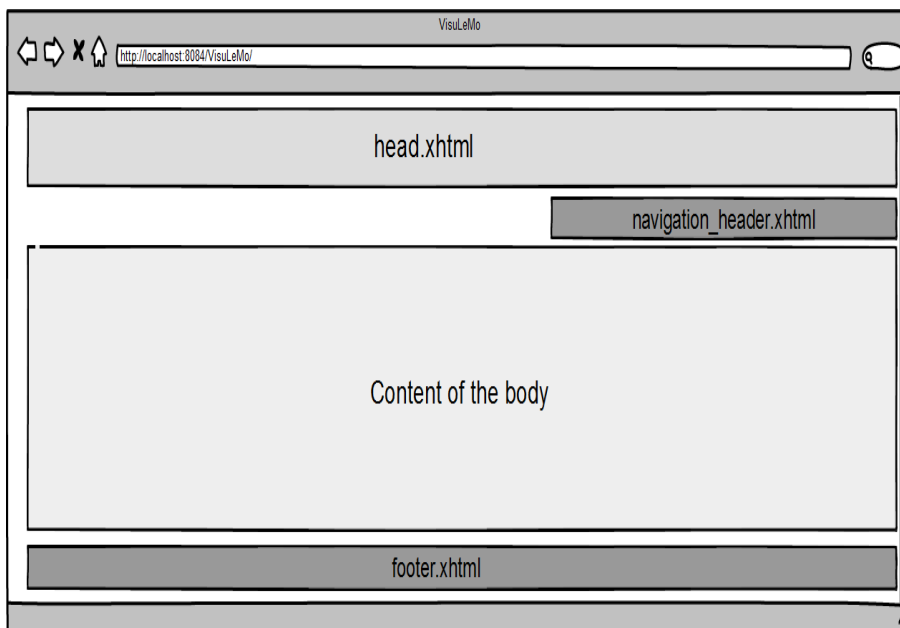 VisuLeMo
http://localhost:8084/VisuLeMo/
head.xhtml
navigation_header.xhtml
Content of the body
footer.xhtml